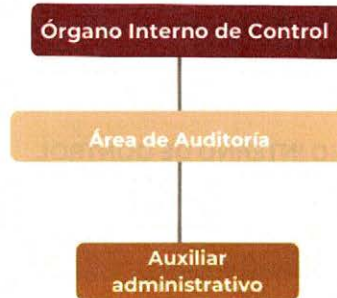 Órgano Interno de Control
Área de Auditoría
Auxiliar
administrativo